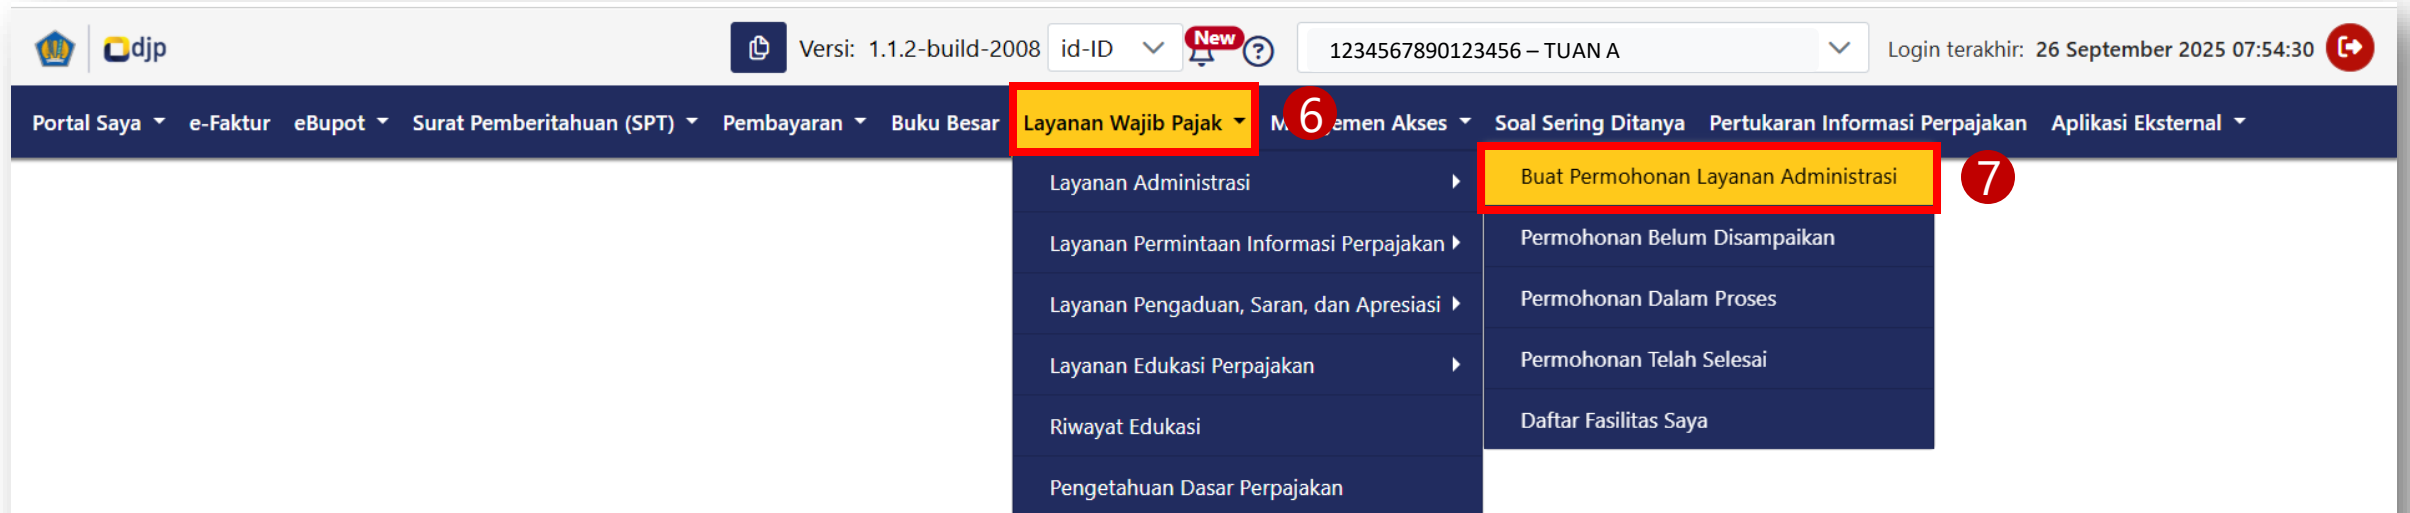 djp
Versi: 1.1.2-build-2008 id-ID New ? 1234567890123456 – TUAN A Login terakhir: 26 September 2025 07:54:30
Portal Saya e-Faktur eBupot Surat Pemberitahuan (SPT) Pembayaran Buku Besar Layanan Wajib Pajak 6 Soal Sering Ditanya Pertukaran Informasi Perpajakan Aplikasi Eksternal
emen Akses
Layanan Administrasi
Layanan Permintaan Informasi Perpajakan
Layanan Pengaduan, Saran, dan Apresiasi
Layanan Edukasi Perpajakan
Riwayat Edukasi
Pengetahuan Dasar Perpajakan
Buat Permohonan Layanan Administrasi 7
Permohonan Belum Disampaikan
Permohonan Dalam Proses
Permohonan Telah Selesai
Daftar Fasilitas Saya